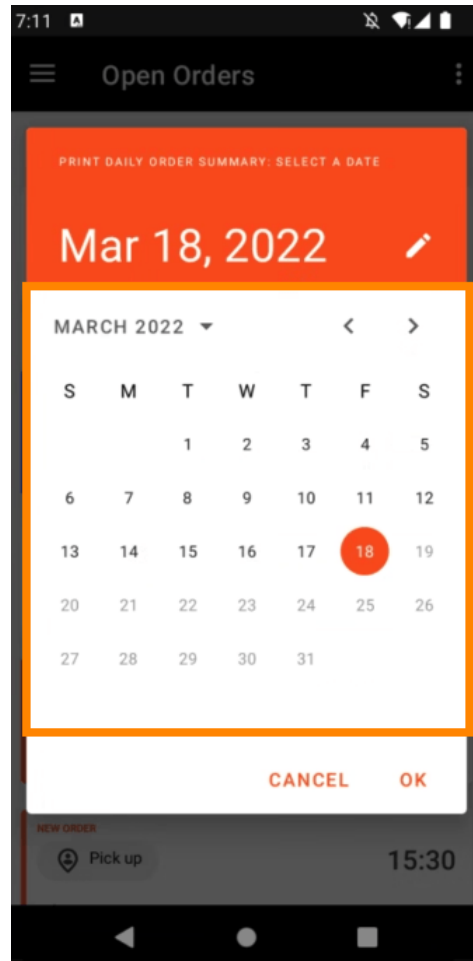 7:11
Open Orders
PRINT DAILY ORDER SUMMARY: SELECT A DATE
Mar 18, 2022
MARCH 2022
S M T W T F S
1 2 3 4 5
6 7 8 9 10 11 12
13 14 15 16 17 18 19
20 21 22 23 24 25 26
27 28 29 30 31
CANCEL OK
NEW ORDER
Pick up 15:30